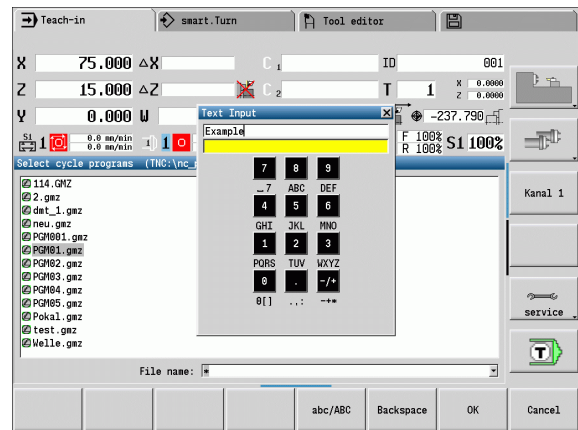 Teach-in
smart.Turn
Tool editor
X 75.000 △X C 1 ID 001
Z 15.000 △Z C 2 T 1 X 0.0000 Z 0.0000
Y 0.000 W -237.790
S1 1 0.0 mm/min 0.0 mm/min 1 F 100% R 100% S1 100%
Select cycle programs (TNC:\nc_
Text Input
Example
7 8 9
_7 ABC DEF
4 5 6
GHI JKL MNO
1 2 3
PQRS TUV WXYZ
0 . -/+
0[] .,: -+*
114.GMZ
2.gmz
dmt_1.gmz
neu.gmz
PGM001.gmz
PGM01.gmz
PGM02.gmz
PGM03.gmz
PGM04.gmz
PGM05.gmz
Pokal.gmz
test.gmz
Welle.gmz
File name: *
Kanal 1
service
T
abc/ABC Backspace OK Cancel